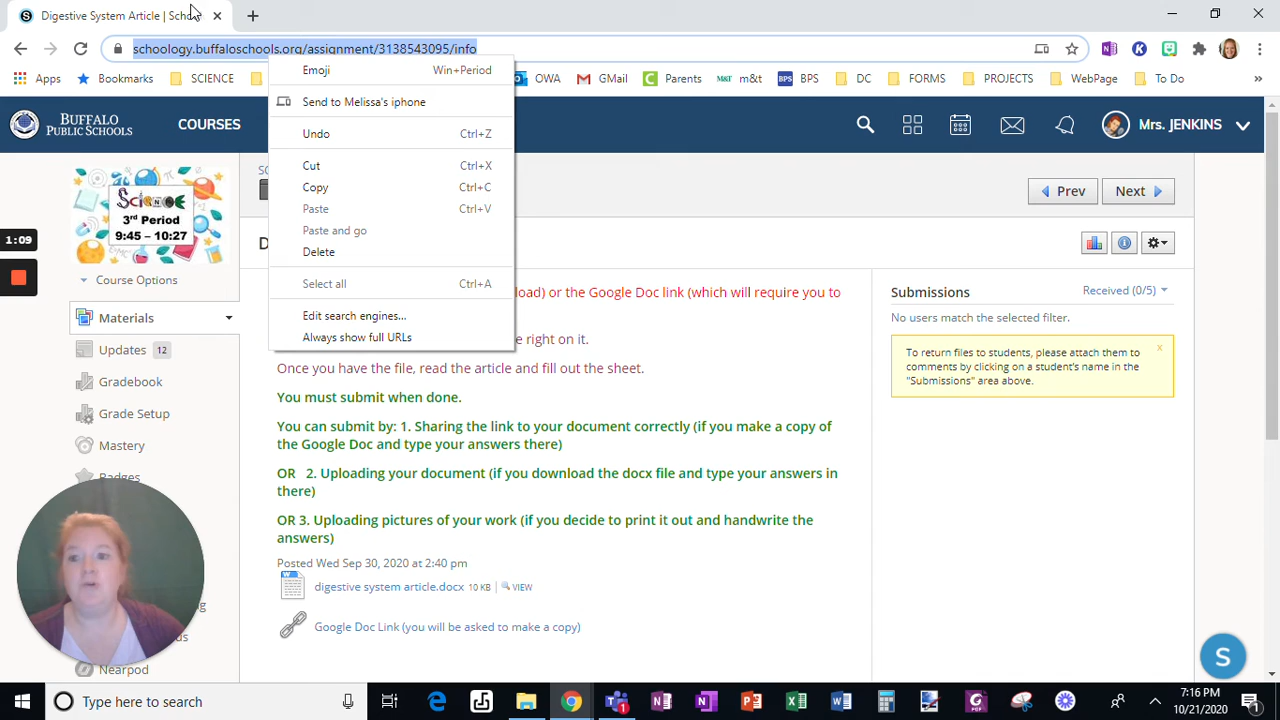 Digestive System Article | Scho
schoology.buffaloschools.org/assignment/3138543095/info
Apps
Bookmarks
SCIENCE
OWA
GMail
Parents
M&T
m&t
BPS
BPS
DC
FORMS
PROJECTS
WebPage
To Do
Emoji Win+Period
Send to Melissa's iphone
Undo Ctrl+Z
Cut Ctrl+X
Copy Ctrl+C
Paste Ctrl+V
Paste and go
Delete
Select all Ctrl+A
Edit search engines...
Always show full URLs
BUFFALO
PUBLIC SCHOOLS
COURSES
Mrs. JENKINS
SCIENCE
3rd Period
9:45 – 10:27
1:09
Course Options
Materials
Updates 12
Gradebook
Grade Setup
Mastery
Badges
Nearpod
Prev
Next
D
load) or the Google Doc link (which will require you to
e right on it.
Once you have the file, read the article and fill out the sheet.
You must submit when done.
You can submit by: 1. Sharing the link to your document correctly (if you make a copy of
the Google Doc and type your answers there)
OR 2. Uploading your document (if you download the docx file and type your answers in
there)
OR 3. Uploading pictures of your work (if you decide to print it out and handwrite the
answers)
Posted Wed Sep 30, 2020 at 2:40 pm
digestive system article.docx 10 KB VIEW
Google Doc Link (you will be asked to make a copy)
Submissions Received (0/5)
No users match the selected filter.
To return files to students, please attach them to x
comments by clicking on a student's name in the
"Submissions" area above.
S
Type here to search
7:16 PM
10/21/2020
1